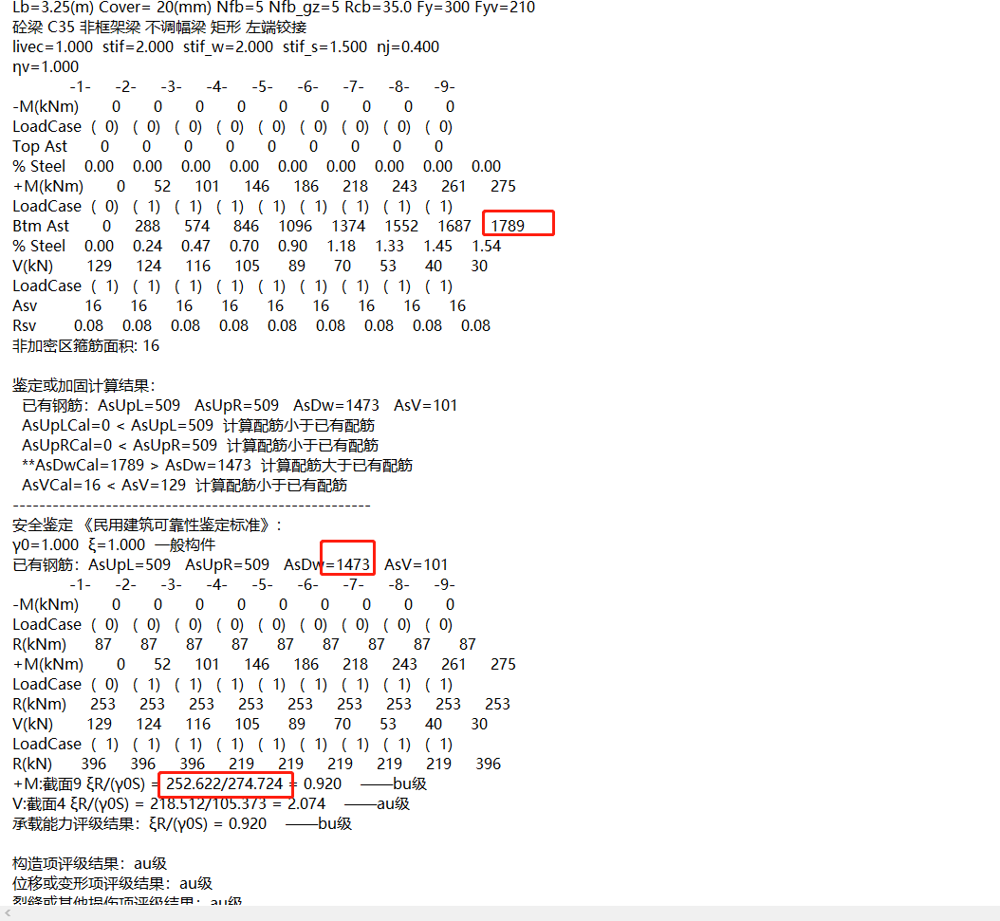 Lb=3.25(m) Cover= 20(mm) Nfb=5 Nfb_gz=5 Rcb=35.0 Fy=300 Fyv=210
砼梁 C35 非框架梁 不调幅梁 矩形 左端铰接
livec=1.000 stif=2.000 stif_w=2.000 stif_s=1.500 nj=0.400
ηv=1.000
-1- -2- -3- -4- -5- -6- -7- -8- -9-
-M(kNm) 0 0 0 0 0 0 0 0 0
LoadCase ( 0) ( 0) ( 0) ( 0) ( 0) ( 0) ( 0) ( 0) ( 0)
Top Ast 0 0 0 0 0 0 0 0 0
% Steel 0.00 0.00 0.00 0.00 0.00 0.00 0.00 0.00 0.00
+M(kNm) 0 52 101 146 186 218 243 261 275
LoadCase ( 0) ( 1) ( 1) ( 1) ( 1) ( 1) ( 1) ( 1) ( 1)
Btm Ast 0 288 574 846 1096 1374 1552 1687 1789
% Steel 0.00 0.24 0.47 0.70 0.90 1.18 1.33 1.45 1.54
V(kN) 129 124 116 105 89 70 53 40 30
LoadCase ( 1) ( 1) ( 1) ( 1) ( 1) ( 1) ( 1) ( 1) ( 1)
Asv 16 16 16 16 16 16 16 16 16
Rsv 0.08 0.08 0.08 0.08 0.08 0.08 0.08 0.08 0.08
非加密区箍筋面积: 16
鉴定或加固计算结果：
已有钢筋：AsUpL=509 AsUpR=509 AsDw=1473 AsV=101
AsUpLCal=0 < AsUpL=509 计算配筋小于已有配筋
AsUpRCal=0 < AsUpR=509 计算配筋小于已有配筋
**AsDwCal=1789 > AsDw=1473 计算配筋大于已有配筋
AsVCal=16 < AsV=129 计算配筋小于已有配筋
------------------------------------------------------
安全鉴定 《民用建筑可靠性鉴定标准》：
γ0=1.000 ξ=1.000 一般构件
已有钢筋：AsUpL=509 AsUpR=509 AsDw=1473 AsV=101
-1- -2- -3- -4- -5- -6- -7- -8- -9-
-M(kNm) 0 0 0 0 0 0 0 0 0
LoadCase ( 0) ( 0) ( 0) ( 0) ( 0) ( 0) ( 0) ( 0) ( 0)
R(kNm) 87 87 87 87 87 87 87 87 87
+M(kNm) 0 52 101 146 186 218 243 261 275
LoadCase ( 0) ( 1) ( 1) ( 1) ( 1) ( 1) ( 1) ( 1) ( 1)
R(kNm) 253 253 253 253 253 253 253 253 253
V(kN) 129 124 116 105 89 70 53 40 30
LoadCase ( 1) ( 1) ( 1) ( 1) ( 1) ( 1) ( 1) ( 1) ( 1)
R(kN) 396 396 396 219 219 219 219 219 396
+M:截面9 ξR/(γ0S) = 252.622/274.724 = 0.920 ——bu级
V:截面4 ξR/(γ0S) = 218.512/105.373 = 2.074 ——au级
承载能力评级结果：ξR/(γ0S) = 0.920 ——bu级
构造项评级结果：au级
位移或变形项评级结果：au级
裂缝或其他损伤项评级结果：au级